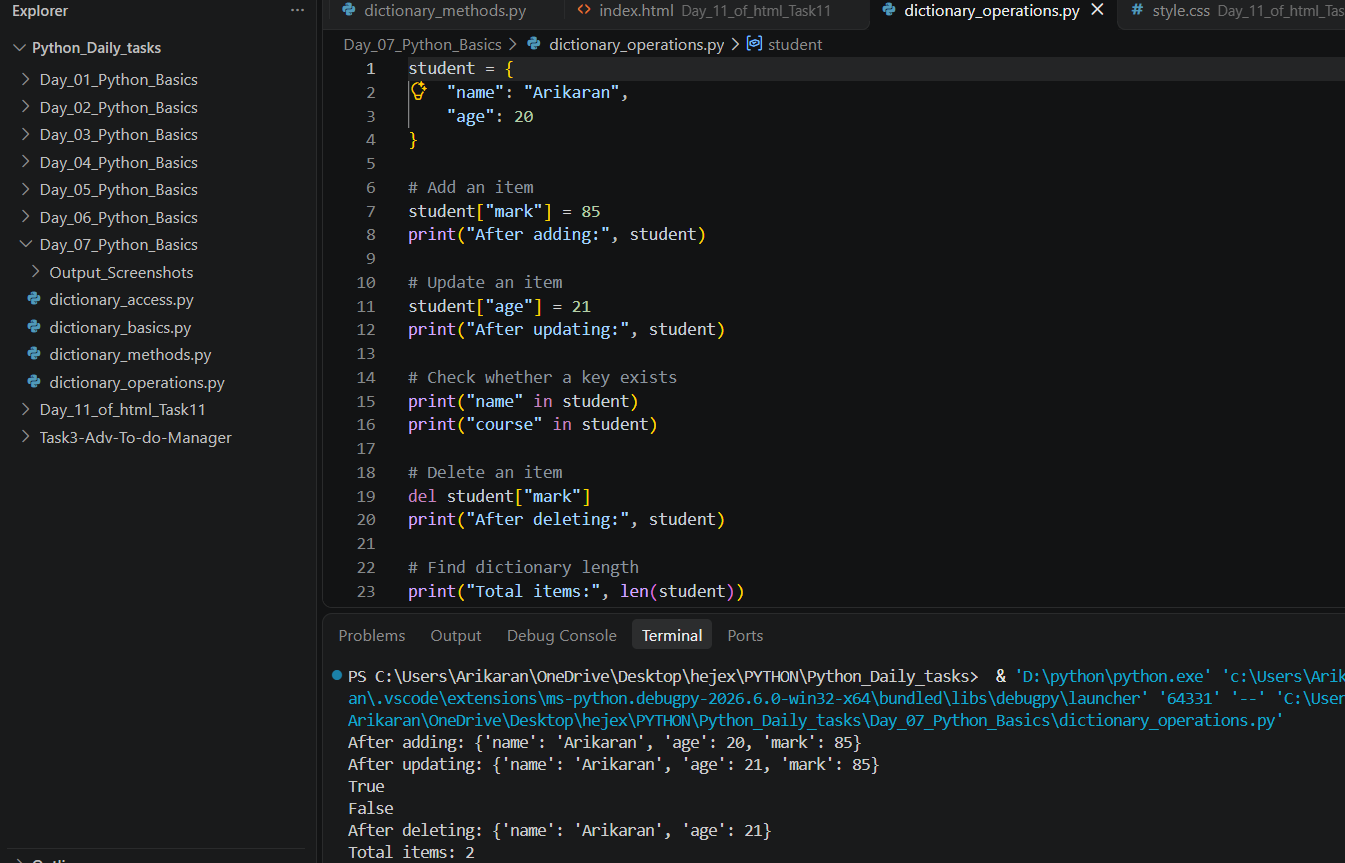 Explorer ···
Python_Daily_tasks
Day_01_Python_Basics
Day_02_Python_Basics
Day_03_Python_Basics
Day_04_Python_Basics
Day_05_Python_Basics
Day_06_Python_Basics
Day_07_Python_Basics
Output_Screenshots
dictionary_access.py
dictionary_basics.py
dictionary_methods.py
dictionary_operations.py
Day_11_of_html_Task11
Task3-Adv-To-do-Manager
dictionary_methods.py index.html Day_11_of_html_Task11 dictionary_operations.py # style.css Day_11_of_html_Tas
Day_07_Python_Basics > dictionary_operations.py > student
1 student = {
2     "name": "Arikaran",
3     "age": 20
4 }
5
6 # Add an item
7 student["mark"] = 85
8 print("After adding:", student)
9
10 # Update an item
11 student["age"] = 21
12 print("After updating:", student)
13
14 # Check whether a key exists
15 print("name" in student)
16 print("course" in student)
17
18 # Delete an item
19 del student["mark"]
20 print("After deleting:", student)
21
22 # Find dictionary length
23 print("Total items:", len(student))
Problems Output Debug Console Terminal Ports
PS C:\Users\Arikaran\OneDrive\Desktop\hejex\PYTHON\Python_Daily_tasks>  & 'D:\python\python.exe' 'c:\Users\Arik
an\.vscode\extensions\ms-python.debugpy-2026.6.0-win32-x64\bundled\libs\debugpy\launcher' '64331' '--' 'C:\User
Arikaran\OneDrive\Desktop\hejex\PYTHON\Python_Daily_tasks\Day_07_Python_Basics\dictionary_operations.py'
After adding: {'name': 'Arikaran', 'age': 20, 'mark': 85}
After updating: {'name': 'Arikaran', 'age': 21, 'mark': 85}
True
False
After deleting: {'name': 'Arikaran', 'age': 21}
Total items: 2